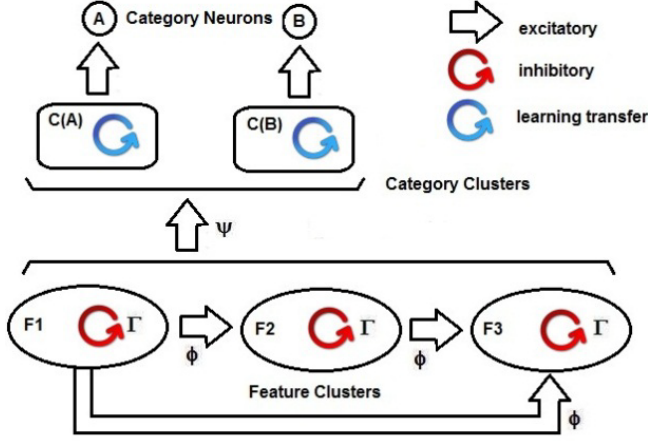 A Category Neurons B
excitatory
inhibitory
C(A) C(B) learning transfer
Category Clusters
Ψ
F1 Γ F2 Γ F3 Γ
ϕ ϕ
Feature Clusters
ϕ